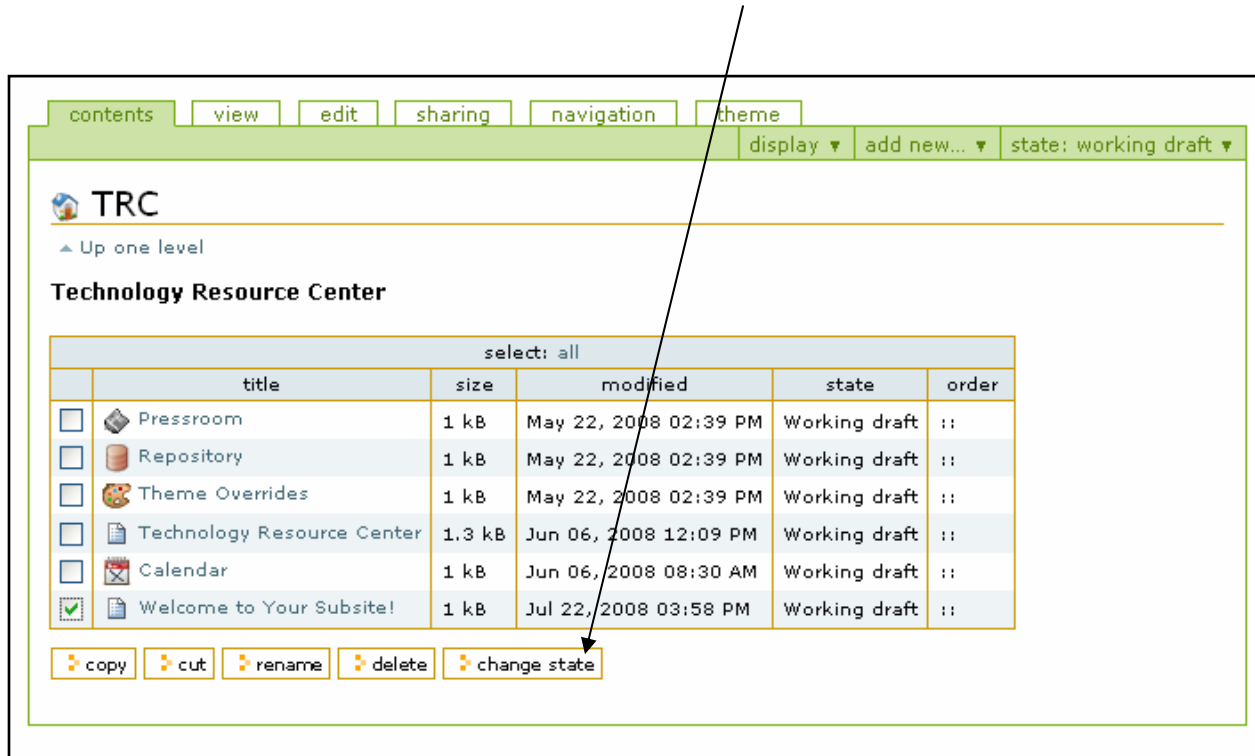 contents view edit sharing navigation theme
display ▼ add new... ▼ state: working draft ▼
TRC
Up one level
Technology Resource Center
select: all
title size modified state order
Pressroom 1 kB May 22, 2008 02:39 PM Working draft ::
Repository 1 kB May 22, 2008 02:39 PM Working draft ::
Theme Overrides 1 kB May 22, 2008 02:39 PM Working draft ::
Technology Resource Center 1.3 kB Jun 06, 2008 12:09 PM Working draft ::
Calendar 1 kB Jun 06, 2008 08:30 AM Working draft ::
Welcome to Your Subsite! 1 kB Jul 22, 2008 03:58 PM Working draft ::
copy cut rename delete change state